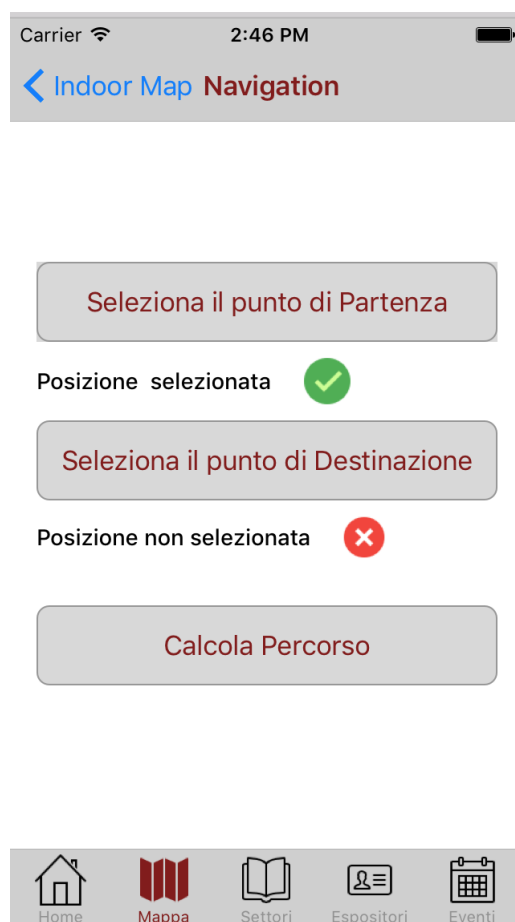 Carrier 2:46 PM
Indoor Map Navigation
Seleziona il punto di Partenza
Posizione selezionata
Seleziona il punto di Destinazione
Posizione non selezionata
Calcola Percorso
Home Mappa Settori Espositori Eventi